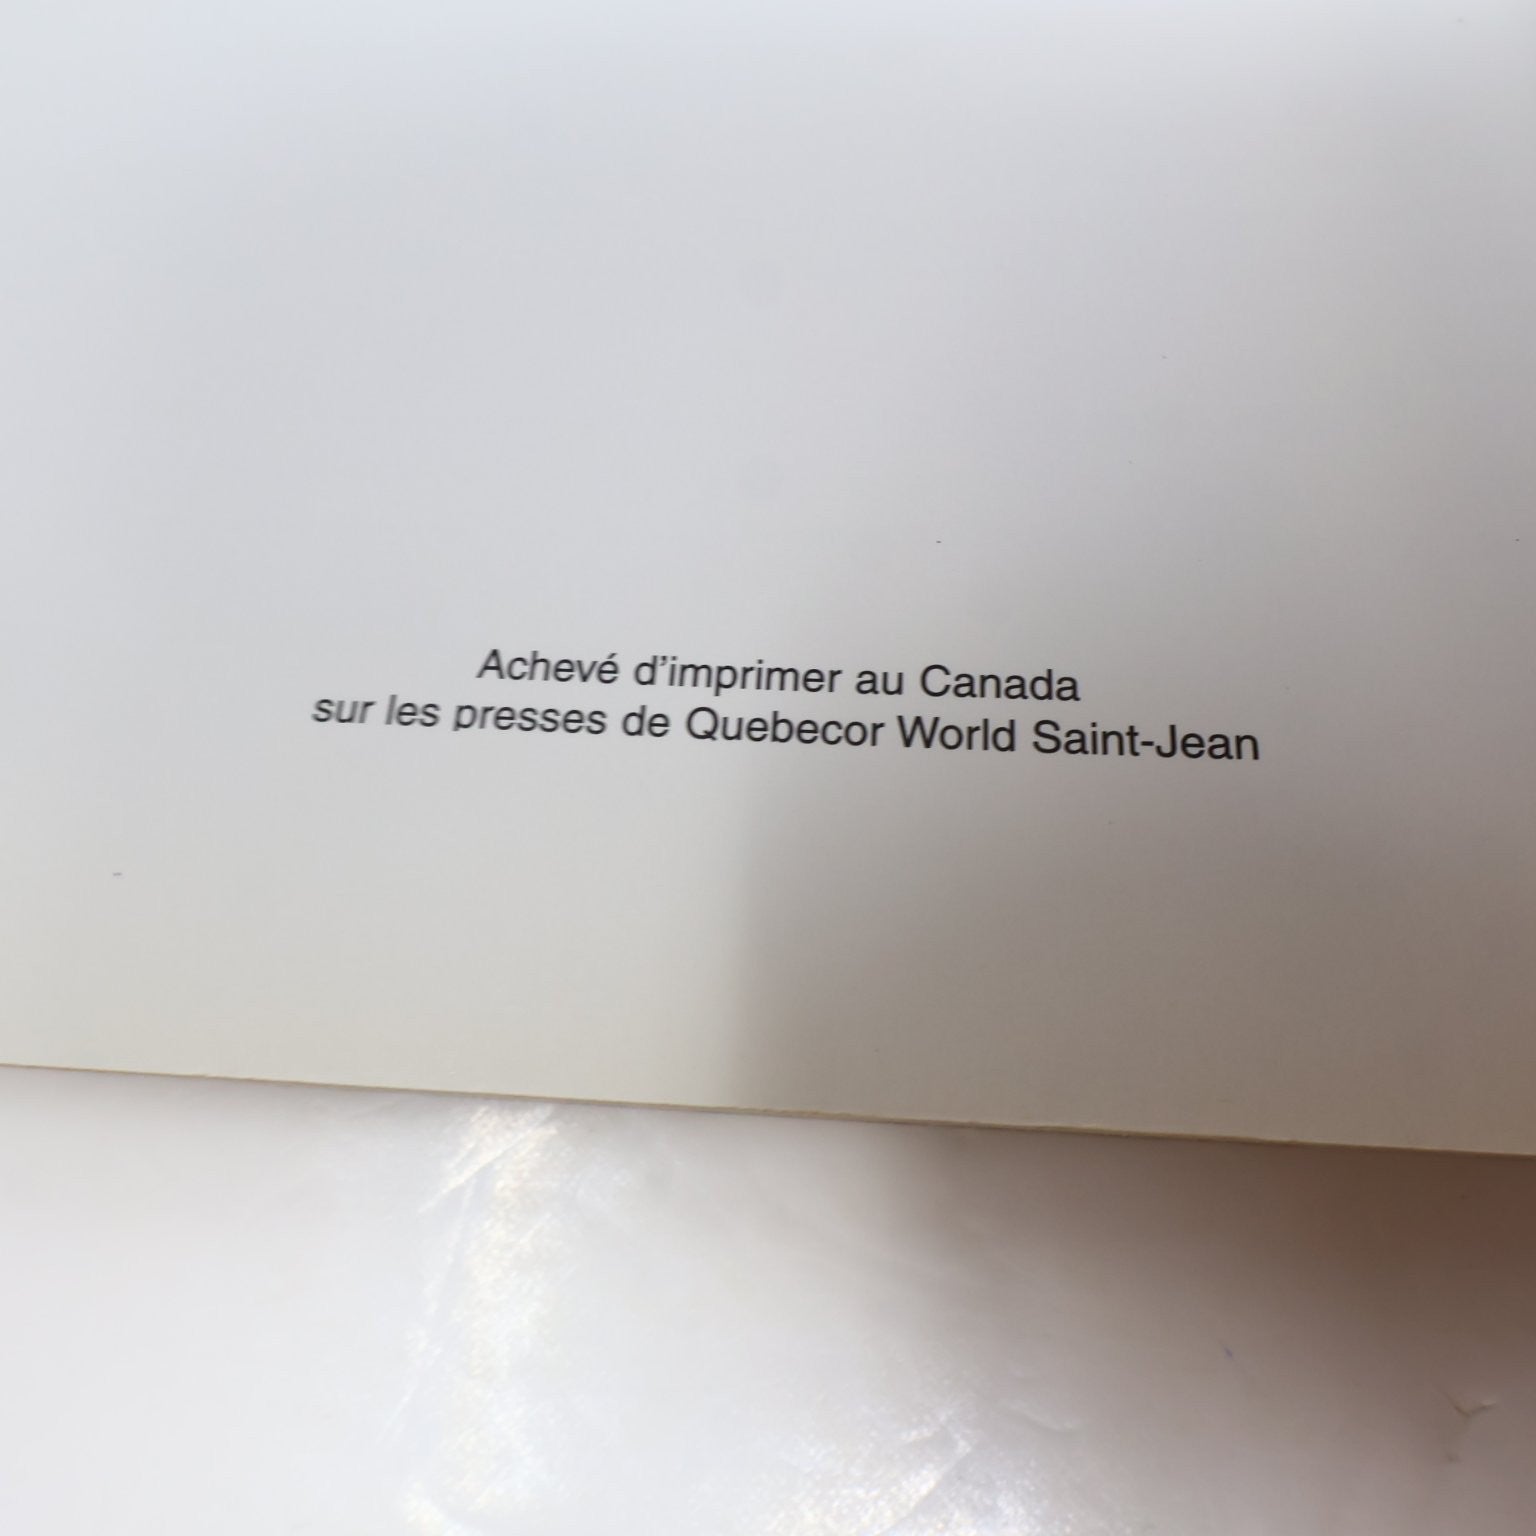 Achevé d'imprimer au Canada
sur les presses de Quebecor World Saint-Jean